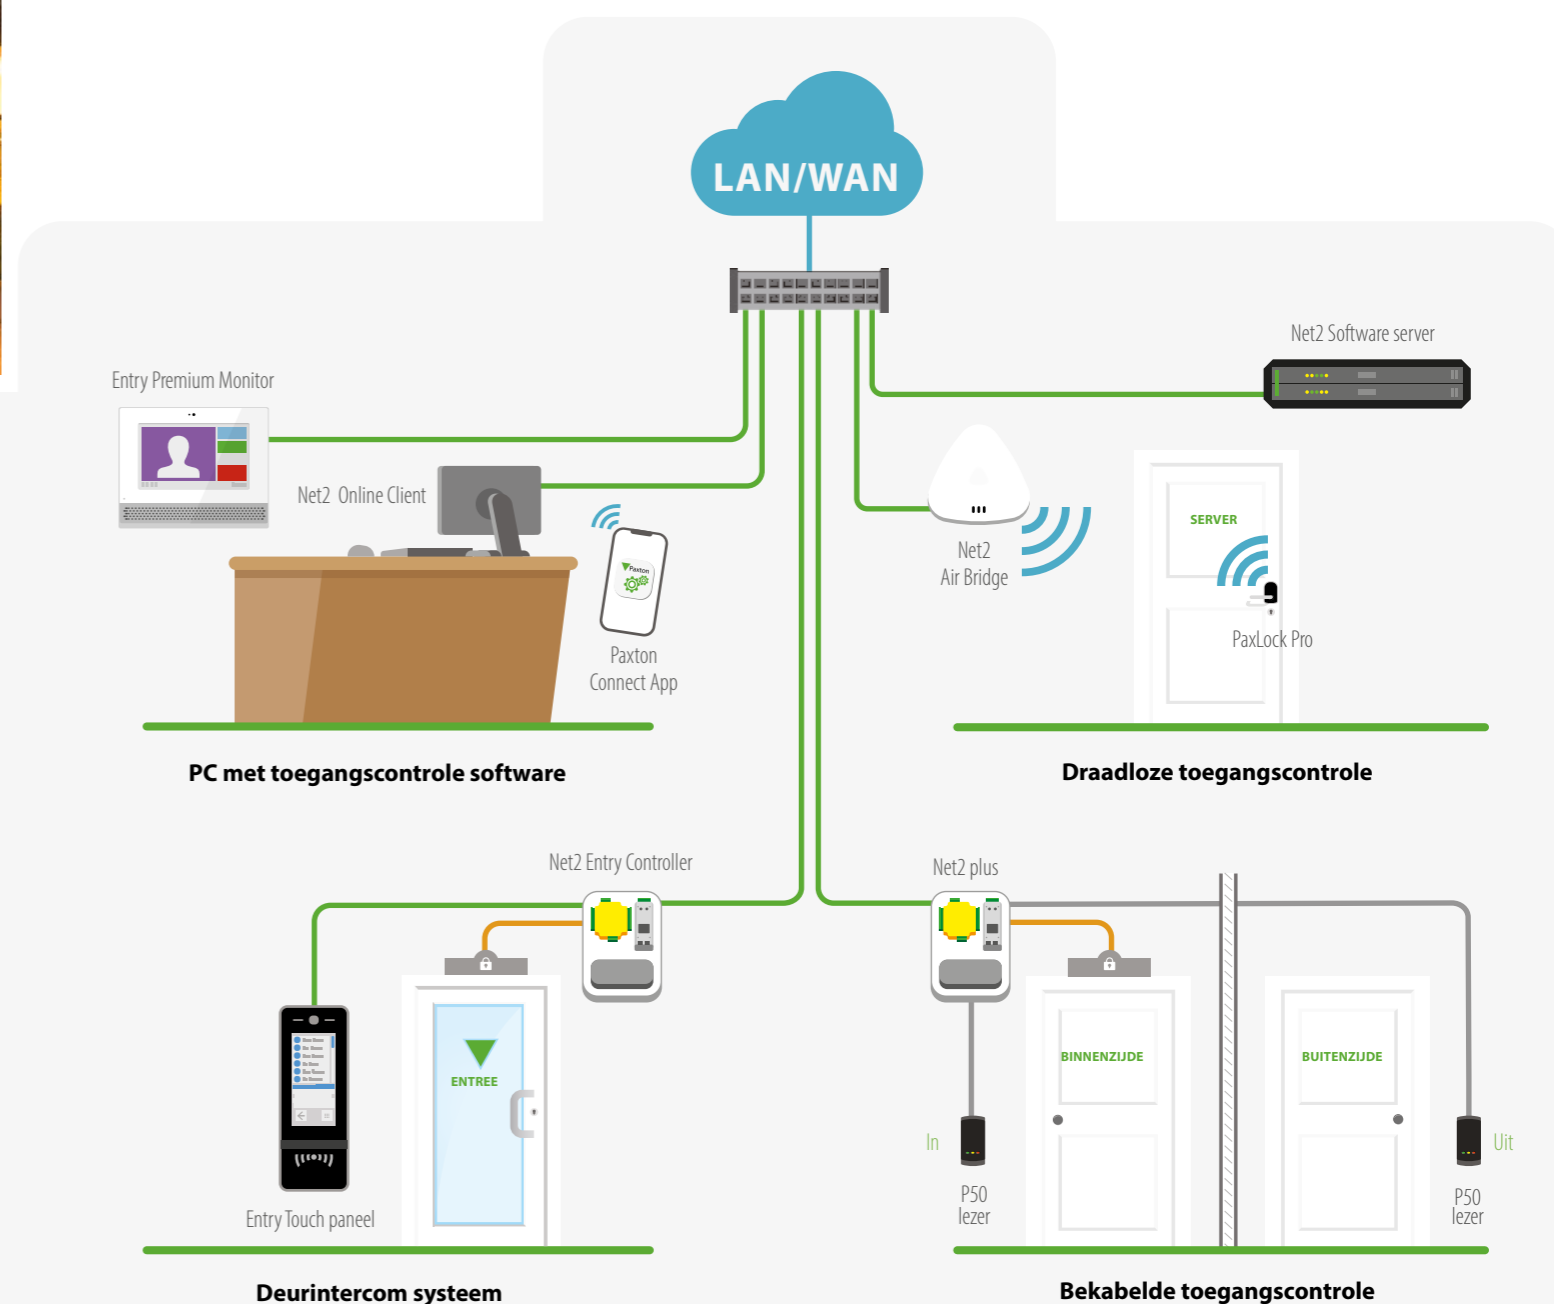 LAN/WAN
Net2 Software server
Entry Premium Monitor
Net2 Online Client
Paxton
Paxton
Connect App
Net2
Air Bridge
SERVER
PaxLock Pro
PC met toegangscontrole software
Draadloze toegangscontrole
Net2 Entry Controller
Net2 plus
ENTREE
BINNENZIJDE
BUITENZIJDE
In
Uit
P50
lezer
P50
lezer
Entry Touch paneel
Deurintercom systeem
Bekabelde toegangscontrole